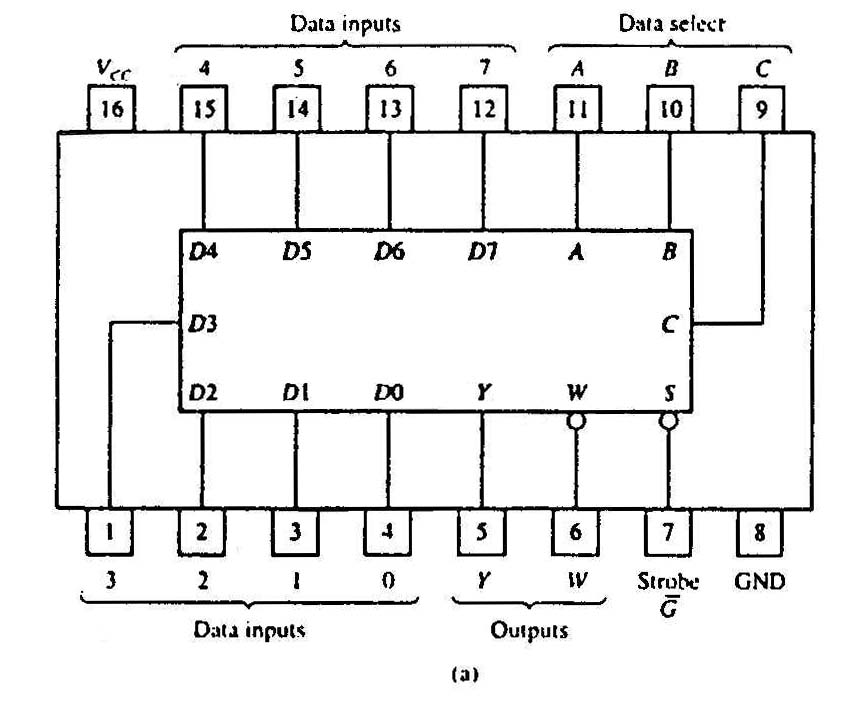 Data inputs Data select
V_CC 4 5 6 7 A B C
16 15 14 13 12 11 10 9
D4 D5 D6 D7 A B
D3 C
D2 D1 D0 Y W S
1 2 3 4 5 6 7 8
3 2 1 0 Y W Strobe GND
G̅
Data inputs Outputs
(a)